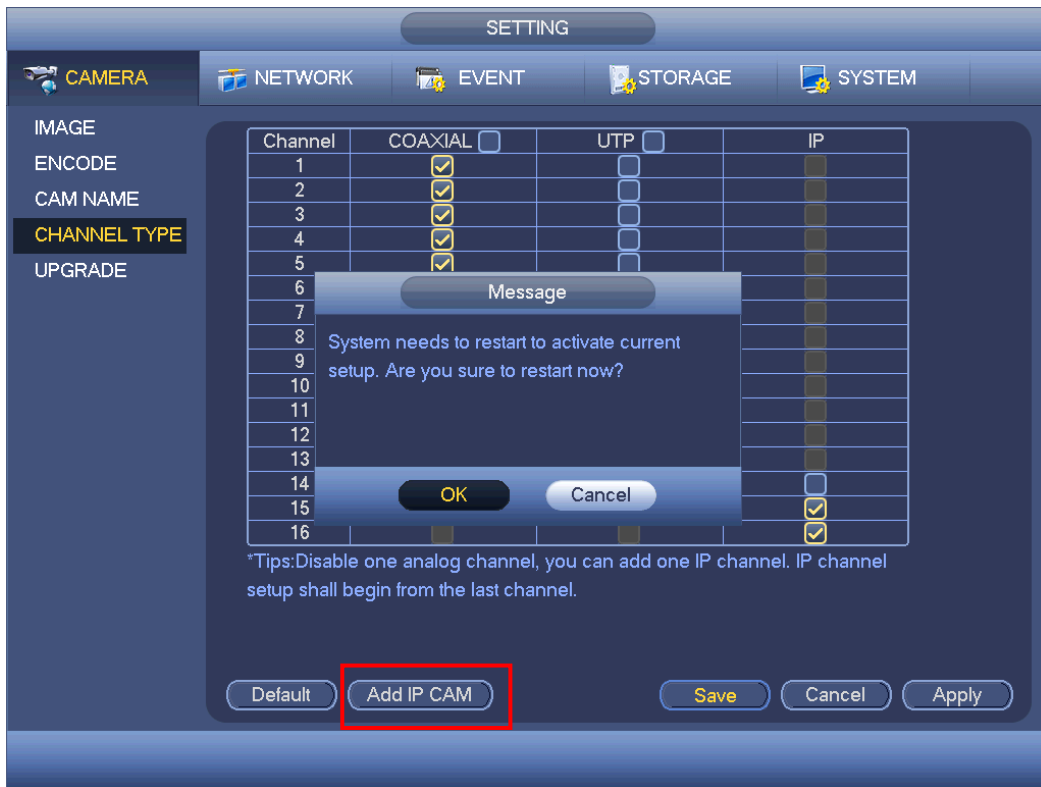 SETTING
CAMERA NETWORK EVENT STORAGE SYSTEM
IMAGE
ENCODE
CAM NAME
CHANNEL TYPE
UPGRADE
Channel COAXIAL UTP IP
1
2
3
4
5
6
7
8
9
10
11
12
13
14
15
16
Message
System needs to restart to activate current
setup. Are you sure to restart now?
OK Cancel
*Tips:Disable one analog channel, you can add one IP channel. IP channel
setup shall begin from the last channel.
Default Add IP CAM Save Cancel Apply